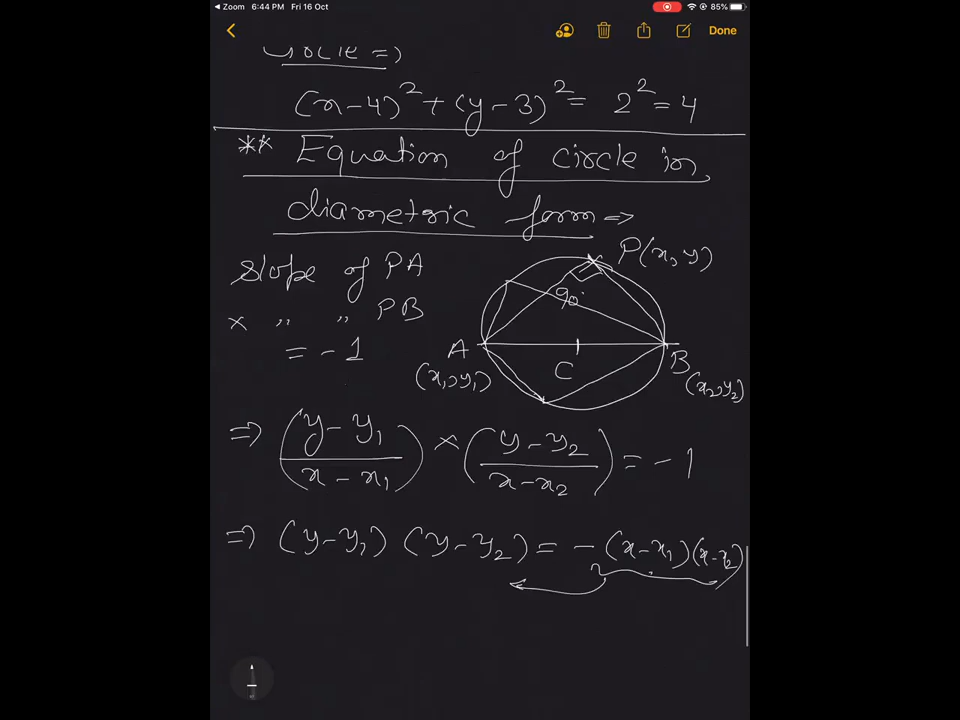 Zoom 6:44 PM Fri 16 Oct 85%
Done
(x-4)² + (y-3)² = 2² = 4
** Equation of circle in
diametric form ⇒
Slope of PA
× 〃 〃 PB
= -1
P(x, y)
90°
A
(x₁, y₁)
C
B
(x₂, y₂)
⇒ ((y-y₁)/(x-x₁)) × ((y-y₂)/(x-x₂)) = -1
⇒ (y-y₁) (y-y₂) = -(x-x₁)(x-x₂)